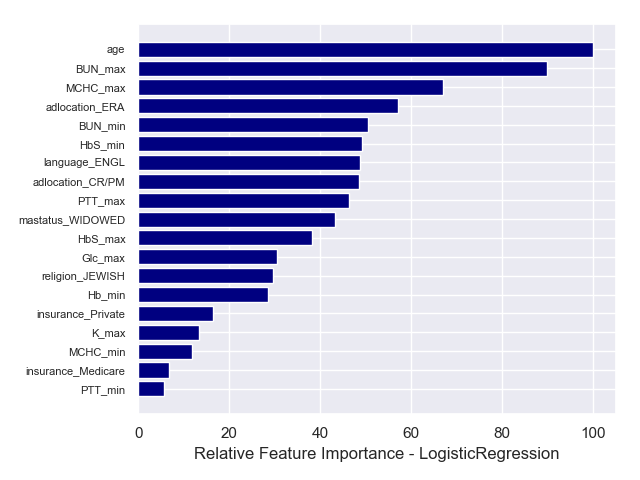 age
BUN_max
MCHC_max
adlocation_ERA
BUN_min
HbS_min
language_ENGL
adlocation_CR/PM
PTT_max
mastatus_WIDOWED
HbS_max
Glc_max
religion_JEWISH
Hb_min
insurance_Private
K_max
MCHC_min
insurance_Medicare
PTT_min
0 20 40 60 80 100
Relative Feature Importance - LogisticRegression